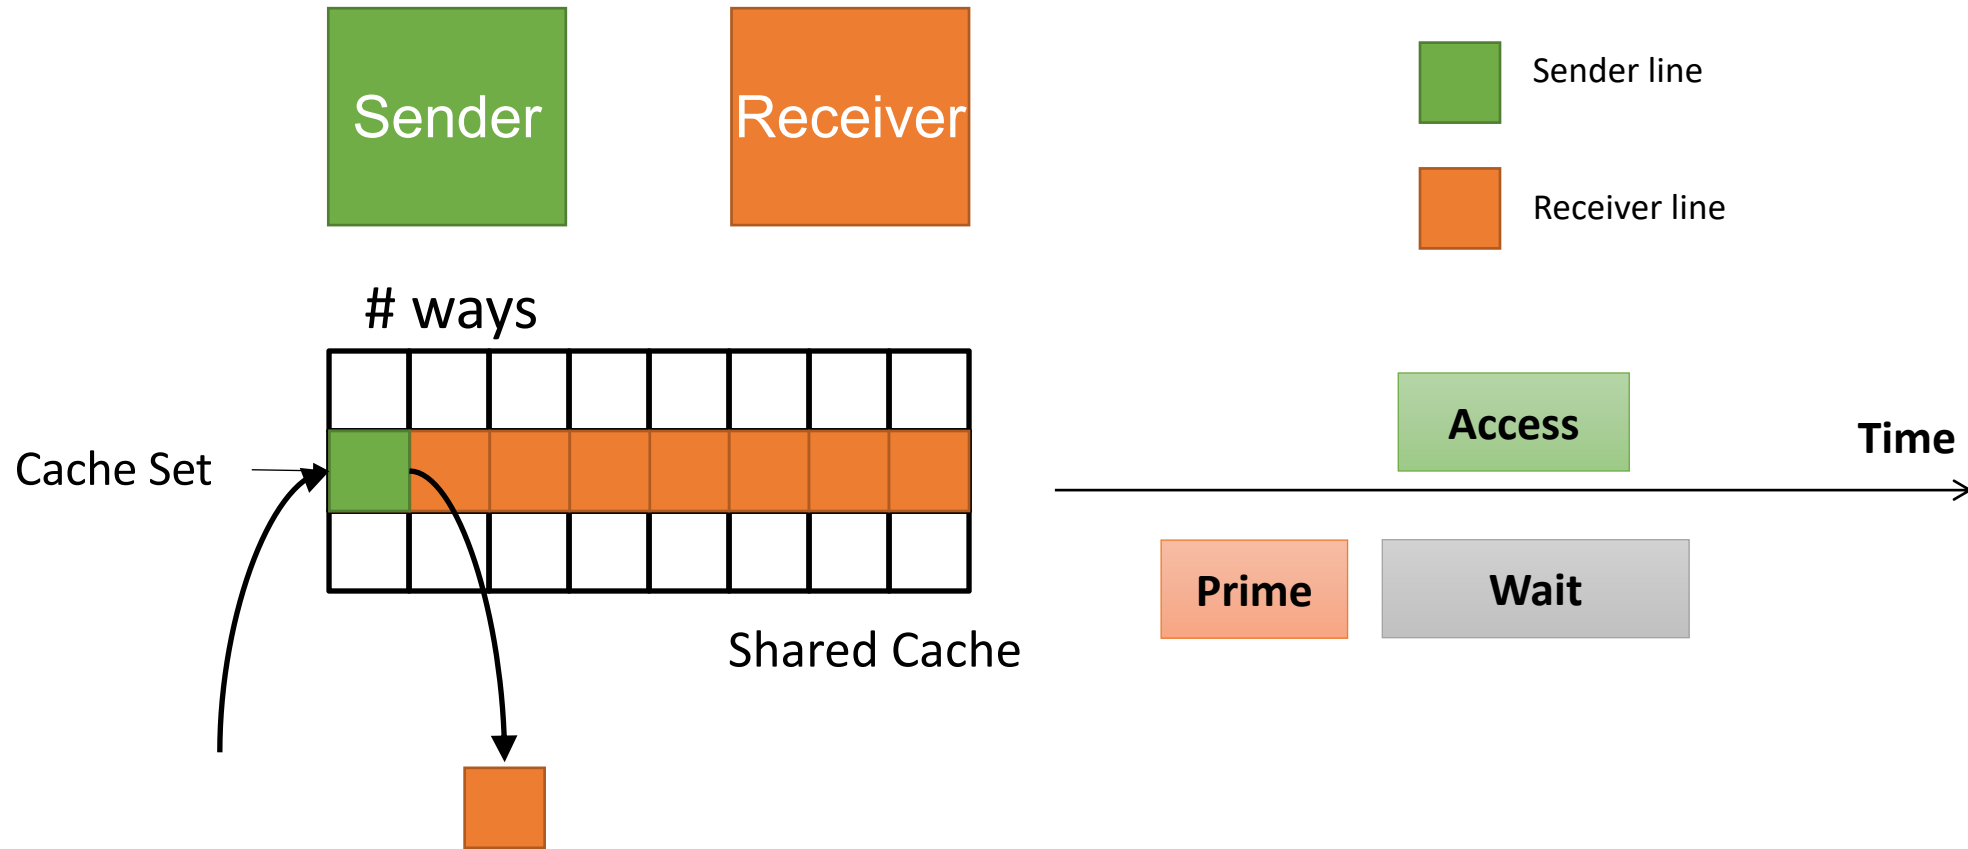 Sender
Receiver
Sender line
Receiver line
# ways
Cache Set
Access
Time
Prime
Wait
Shared Cache